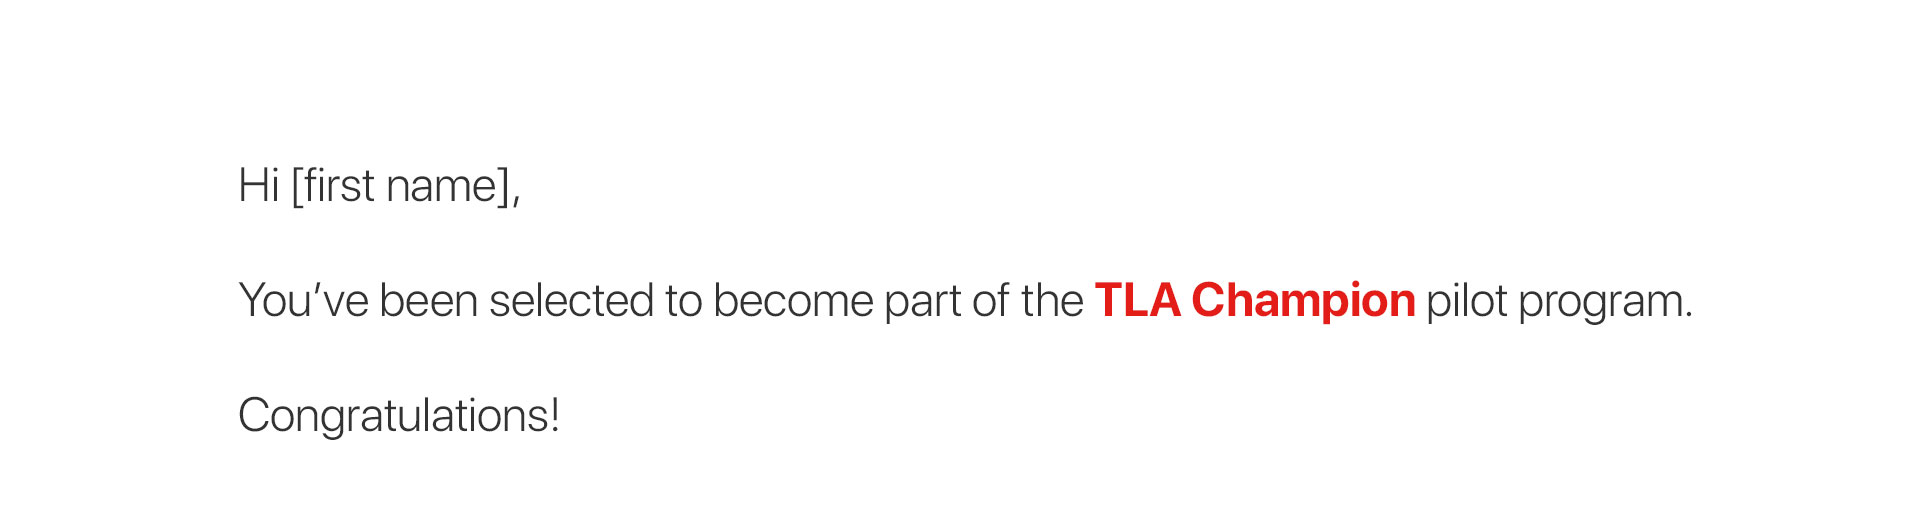 Hi [first name],
You’ve been selected to become part of the TLA Champion pilot program.
Congratulations!